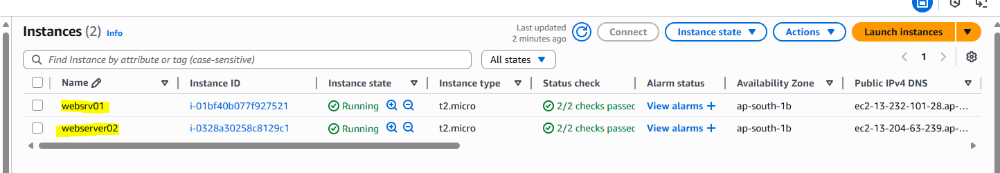 Instances (2) Info
Last updated
2 minutes ago
Connect
Instance state
Actions
Launch instances
Find Instance by attribute or tag (case-sensitive)
All states
1
Name Instance ID Instance state Instance type Status check Alarm status Availability Zone Public IPv4 DNS
websrv01 i-01bf40b077f927521 Running t2.micro 2/2 checks passec View alarms + ap-south-1b ec2-13-232-101-28.ap-...
webserver02 i-0328a30258c8129c1 Running t2.micro 2/2 checks passec View alarms + ap-south-1b ec2-13-204-63-239.ap-...